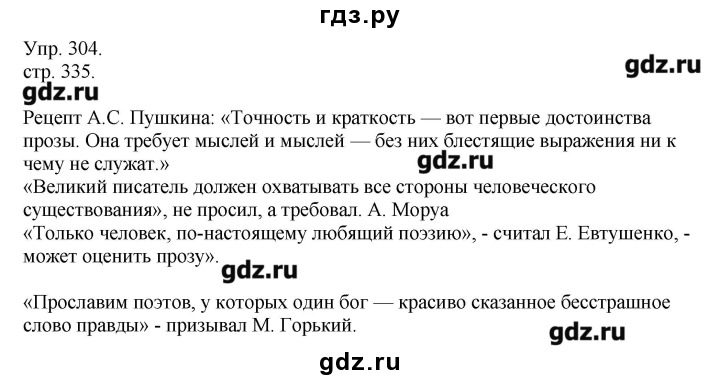 гдз.ру
Упр. 304.
стр. 335.
gdz.ru
gdz.ru
Рецепт А.С. Пушкина: «Точность и краткость — вот первые достоинства
прозы. Она требует мыслей и мыслей — без них блестящие выражения ни к
чему не служат.»
gdz.ru
«Великий писатель должен охватывать все стороны человеческого
существования», не просил, а требовал. А. Моруа
«Только человек, по-настоящему любящий поэзию», - считал Е. Евтушенко, -
может оценить прозу».
gdz.ru
«Прославим поэтов, у которых один бог — красиво сказанное бесстрашное
слово правды» - призывал М. Горький.
gdz.ru
gdz.ru